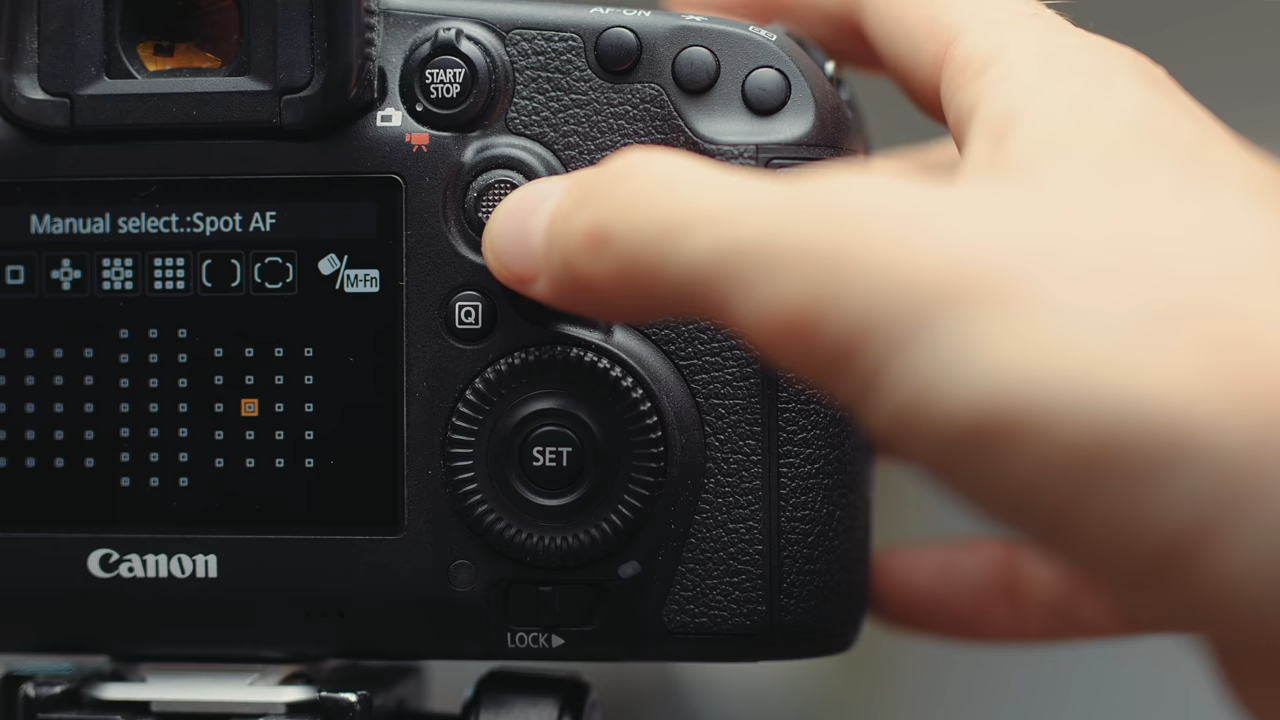 AF-ON
START/
STOP
Manual select.:Spot AF
M-Fn
Q
SET
Canon
LOCK